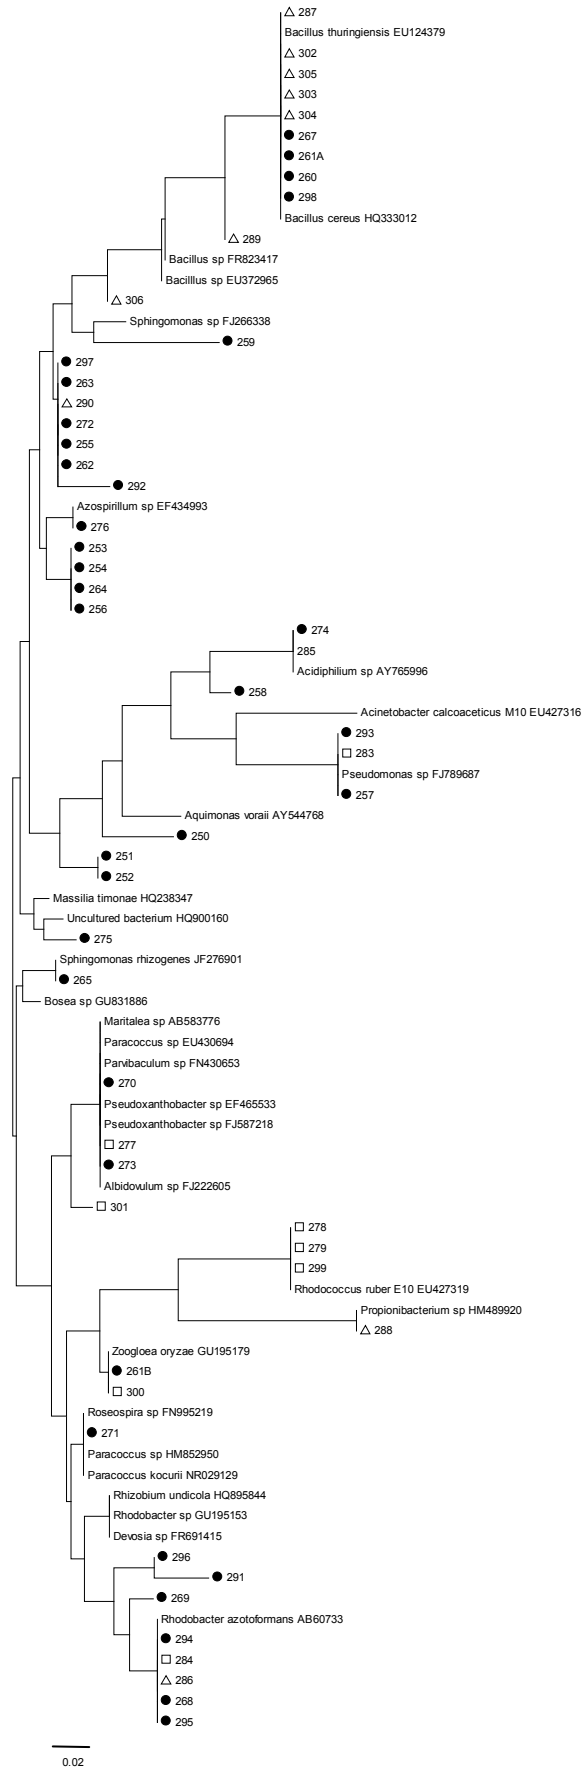 287
Bacillus thuringiensis EU124379
302
305
303
304
267
261A
260
298
Bacillus cereus HQ333012
289
Bacillus sp FR823417
Bacilllus sp EU372965
306
Sphingomonas sp FJ266338
259
297
263
290
272
255
262
292
Azospirillum sp EF434993
276
253
254
264
256
274
285
Acidiphilium sp AY765996
258
Acinetobacter calcoaceticus M10 EU427316
293
283
Pseudomonas sp FJ789687
257
Aquimonas voraii AY544768
250
251
252
Massilia timonae HQ238347
Uncultured bacterium HQ900160
275
Sphingomonas rhizogenes JF276901
265
Bosea sp GU831886
Maritalea sp AB583776
Paracoccus sp EU430694
Parvibaculum sp FN430653
270
Pseudoxanthobacter sp EF465533
Pseudoxanthobacter sp FJ587218
277
273
Albidovulum sp FJ222605
301
278
279
299
Rhodococcus ruber E10 EU427319
Propionibacterium sp HM489920
288
Zoogloea oryzae GU195179
261B
300
Roseospira sp FN995219
271
Paracoccus sp HM852950
Paracoccus kocurii NR029129
Rhizobium undicola HQ895844
Rhodobacter sp GU195153
Devosia sp FR691415
296
291
269
Rhodobacter azotoformans AB60733
294
284
286
268
295
0.02